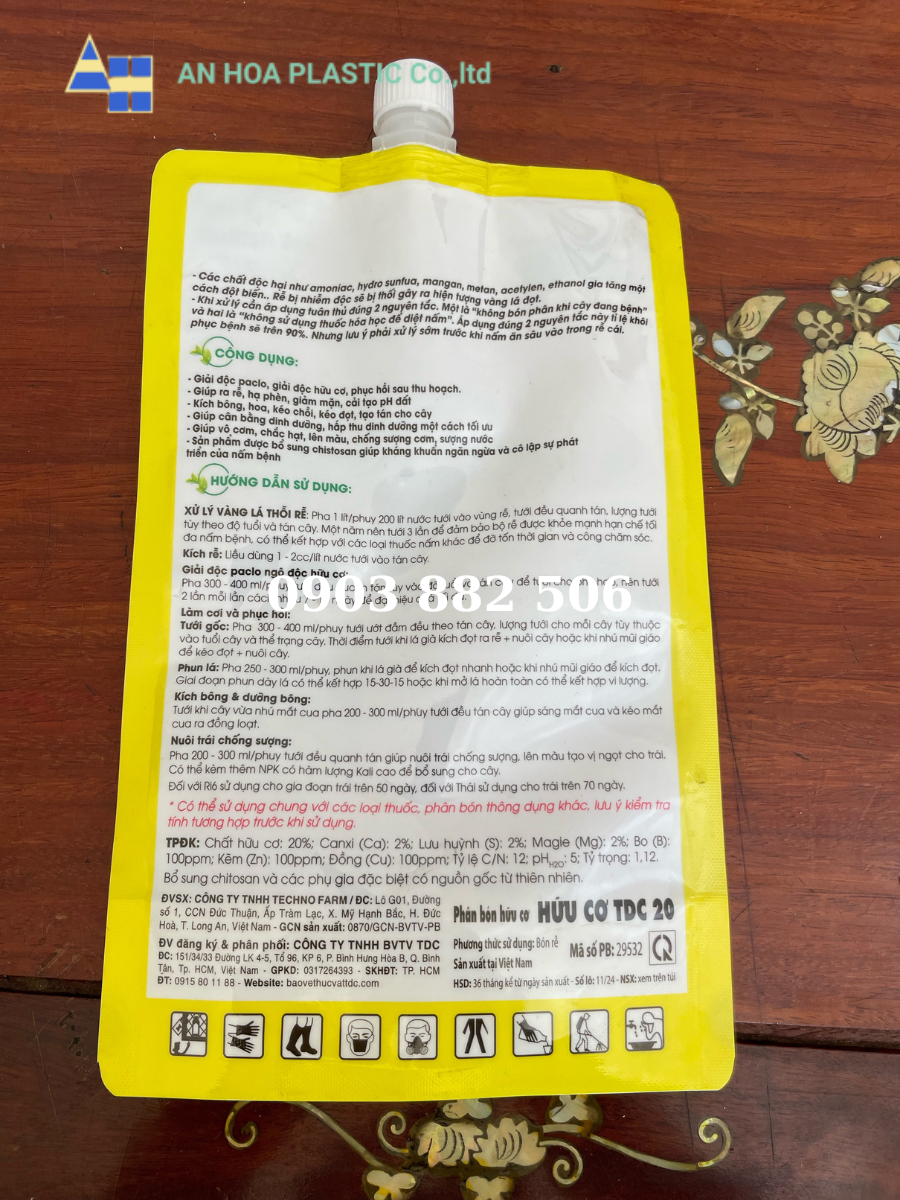 AN HOA PLASTIC Co.,ltd
- Các chất độc hại như amoniac, hydro sunfua, mangan, metan, acetylen, ethanol gia tăng một
cách đột biến.. Rễ bị nhiễm độc sẽ bị thối gây ra hiện tượng vàng lá đọt.
- Khi xử lý cần áp dụng tuân thủ đúng 2 nguyên tắc. Một là "không bón phân khi cây đang bệnh"
và hai là "không sử dụng thuốc hóa học để diệt nấm". Áp dụng đúng 2 nguyên tắc này tỉ lệ khỏi
phục bệnh sẽ trên 90%. Nhưng lưu ý phải xử lý sớm trước khi nấm ăn sâu vào trong rễ cái.
CÔNG DỤNG:
- Giải độc paclo, giải độc hữu cơ, phục hồi sau thu hoạch.
- Giúp ra rễ, hạ phèn, giảm mặn, cải tạo pH đất
- Kích bông, hoa, kéo chồi, kéo đọt, tạo tán cho cây
- Giúp cân bằng dinh dưỡng, hấp thu dinh dưỡng một cách tối ưu
- Giúp vô cơm, chắc hạt, lên màu, chống sượng cơm, sượng nước
- Sản phẩm được bổ sung chistosan giúp kháng khuẩn ngăn ngừa và cô lập sự phát
triển của nấm bệnh
HƯỚNG DẪN SỬ DỤNG:
XỬ LÝ VÀNG LÁ THỐI RỄ: Pha 1 lít/phuy 200 lít nước tưới vào vùng rễ, tưới đều quanh tán, lượng tưới
tùy theo độ tuổi và tán cây. Một năm nên tưới 3 lần để đảm bảo bộ rễ được khỏe mạnh hạn chế tối
đa nấm bệnh, có thể kết hợp với các loại thuốc nấm khác để đỡ tốn thời gian và công chăm sóc.
Kích rễ: Liều dùng 1 - 2cc/lít nước tưới vào tán cây.
Giải độc paclo ngộ độc hữu cơ:
Pha 300 - 400 ml/phuy tưới nên tưới
2 lần mỗi lần cách
0903 882 506
Làm cơi và phục hồi:
Tưới gốc: Pha 300 - 400 ml/phuy tưới ướt đẫm đều theo tán cây, lượng tưới cho mỗi cây tùy thuộc
vào tuổi cây và thể trạng cây. Thời điểm tưới khi lá già kích đọt ra rễ + nuôi cây hoặc khi nhú mũi giáo
để kéo đọt + nuôi cây.
Phun lá: Pha 250 - 300 ml/phuy, phun khi lá già để kích đọt nhanh hoặc khi nhú mũi giáo để kích đọt.
Giai đoạn phun dày lá có thể kết hợp 15-30-15 hoặc khi mở lá hoàn toàn có thể kết hợp vi lượng.
Kích bông & dưỡng bông:
Tưới khi cây vừa nhú mắt cua pha 200 - 300 ml/phuy tưới đều tán cây giúp sáng mắt cua và kéo mắt
cua ra đồng loạt.
Nuôi trái chống sượng:
Pha 200 - 300 ml/phuy tưới đều quanh tán giúp nuôi trái chống sượng, lên màu tạo vị ngọt cho trái.
Có thể kèm thêm NPK có hàm lượng Kali cao để bổ sung cho cây.
Đối với Ri6 sử dụng cho giai đoạn trái trên 50 ngày, đối với Thái sử dụng cho trái trên 70 ngày.
* Có thể sử dụng chung với các loại thuốc, phân bón thông dụng khác, lưu ý kiểm tra
tính tương hợp trước khi sử dụng.
TPĐK: Chất hữu cơ: 20%; Canxi (Ca): 2%; Lưu huỳnh (S): 2%; Magie (Mg): 2%; Bo (B):
100ppm; Kẽm (Zn): 100ppm; Đồng (Cu): 100ppm; Tỷ lệ C/N: 12; pHH₂O: 5; Tỷ trọng: 1,12.
Bổ sung chitosan và các phụ gia đặc biệt có nguồn gốc từ thiên nhiên.
ĐVSX: CÔNG TY TNHH TECHNO FARM / ĐC: Lô G01, Đường
số 1, CCN Đức Thuận, Ấp Tràm Lạc, X. Mỹ Hạnh Bắc, H. Đức
Hoà, T. Long An, Việt Nam - GCN sản xuất: 0870/GCN-BVTV-PB
ĐV đăng ký & phân phối: CÔNG TY TNHH BVTV TDC
ĐC: 151/34/33 Đường LK 4-5, Tổ 96, KP 6, P. Bình Hưng Hòa B, Q. Bình
Tân, Tp. HCM, Việt Nam - GPKD: 0317264393 - SKHĐT: TP. HCM
ĐT: 0915 80 11 88 - Website: baovethucvattdc.com
Phân bón hữu cơ HỮU CƠ TDC 20
Phương thức sử dụng: Bón rễ
Sản xuất tại Việt Nam
Mã số PB: 29532
HSD: 36 tháng kể từ ngày sản xuất - Số lô: 11/24 - NSX: xem trên túi